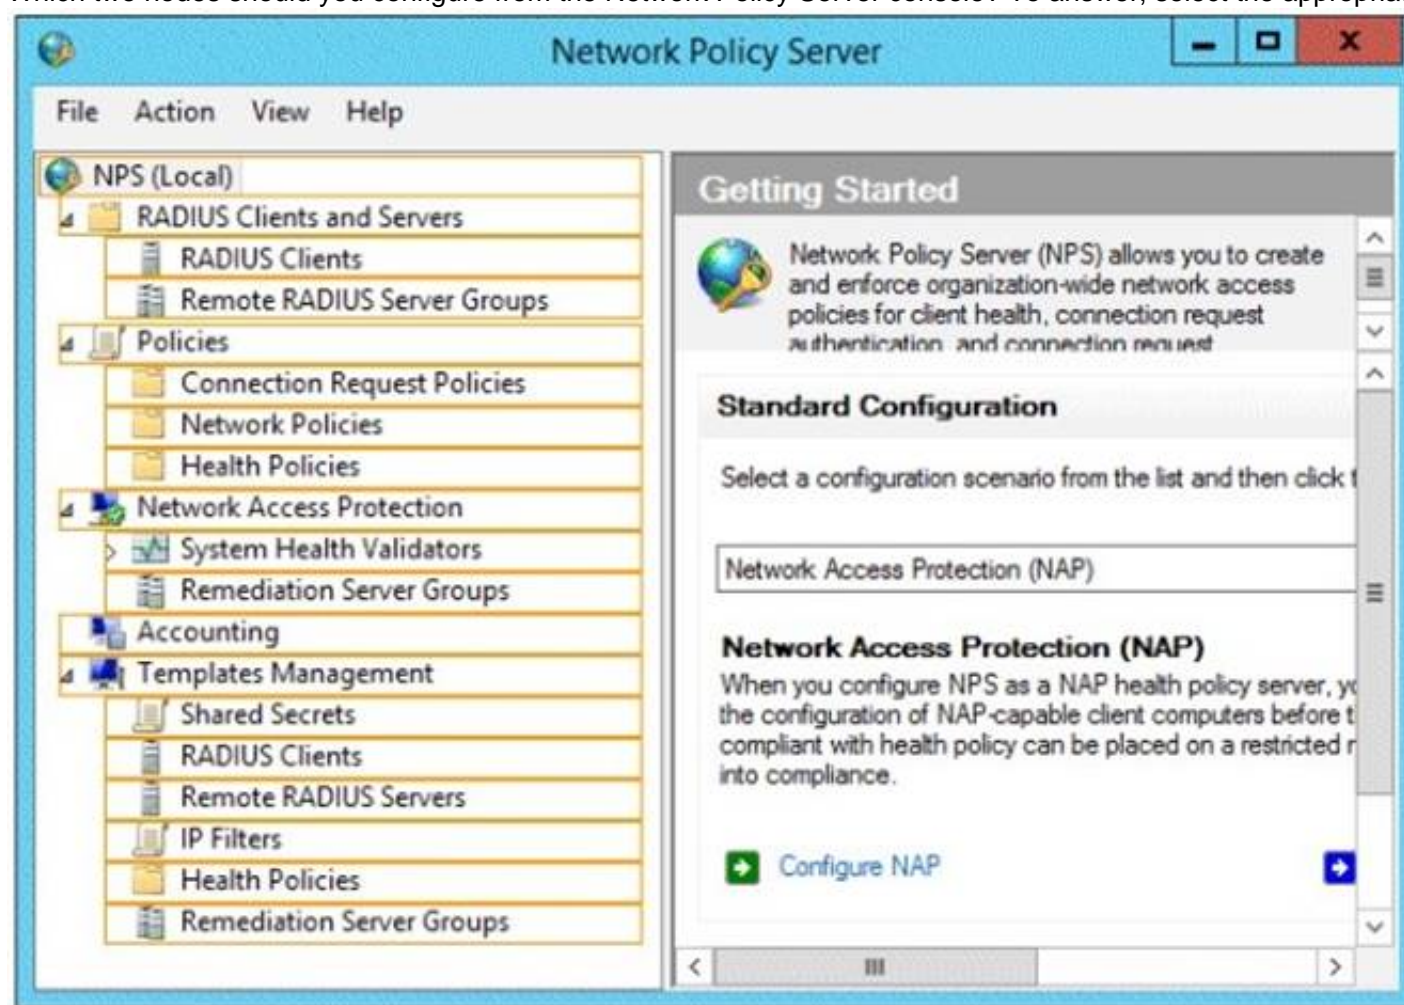 Which two nodes should you configure from the Network Policy Server console? To answer, select the appropria
Network Policy Server
File Action View Help
NPS (Local)
RADIUS Clients and Servers
RADIUS Clients
Remote RADIUS Server Groups
Policies
Connection Request Policies
Network Policies
Health Policies
Network Access Protection
System Health Validators
Remediation Server Groups
Accounting
Templates Management
Shared Secrets
RADIUS Clients
Remote RADIUS Servers
IP Filters
Health Policies
Remediation Server Groups
Getting Started
Network Policy Server (NPS) allows you to create
and enforce organization-wide network access
policies for client health, connection request
authentication, and connection request
Standard Configuration
Select a configuration scenario from the list and then click t
Network Access Protection (NAP)
Network Access Protection (NAP)
When you configure NPS as a NAP health policy server, yo
the configuration of NAP-capable client computers before t
compliant with health policy can be placed on a restricted r
into compliance.
Configure NAP